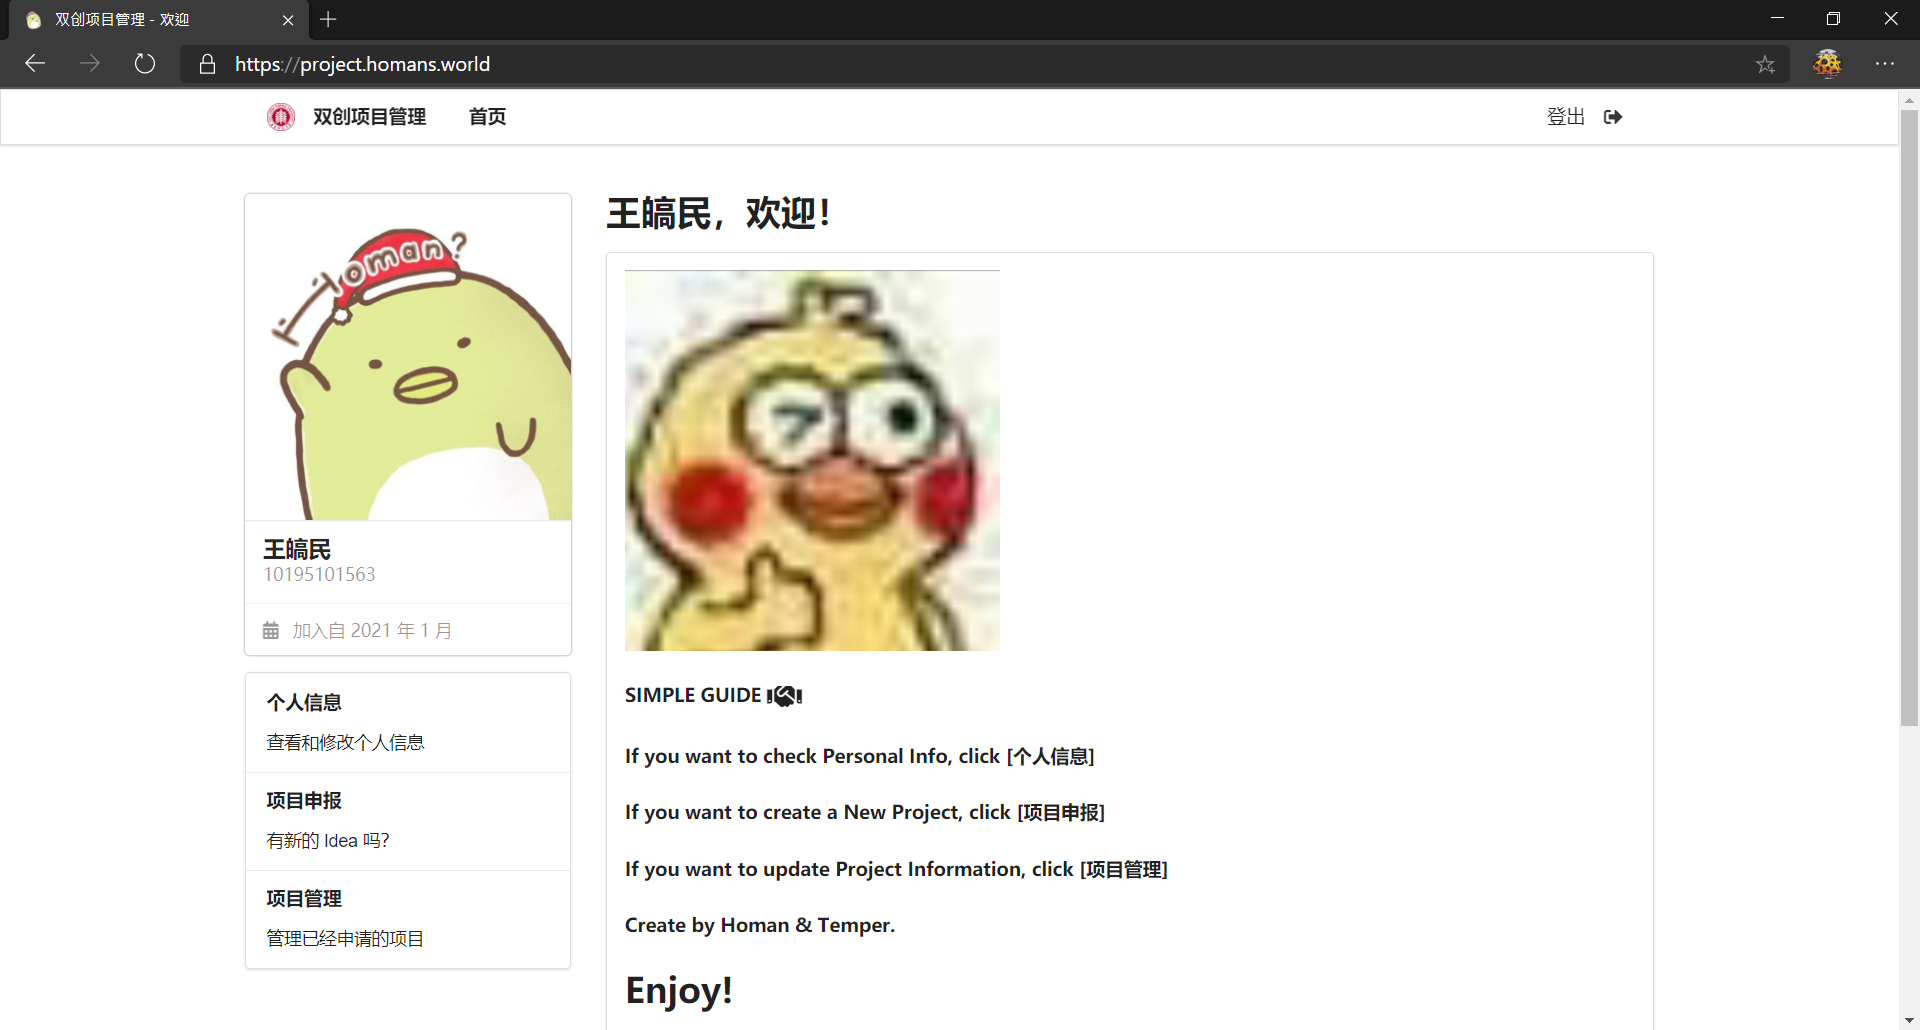 双创项目管理 - 欢迎
https://project.homans.world
双创项目管理 首页 登出
Homan?
王皜民
10195101563
加入自 2021 年 1 月
个人信息
查看和修改个人信息
项目申报
有新的 Idea 吗?
项目管理
管理已经申请的项目
王皜民，欢迎！
SIMPLE GUIDE
If you want to check Personal Info, click [个人信息]
If you want to create a New Project, click [项目申报]
If you want to update Project Information, click [项目管理]
Create by Homan & Temper.
Enjoy!